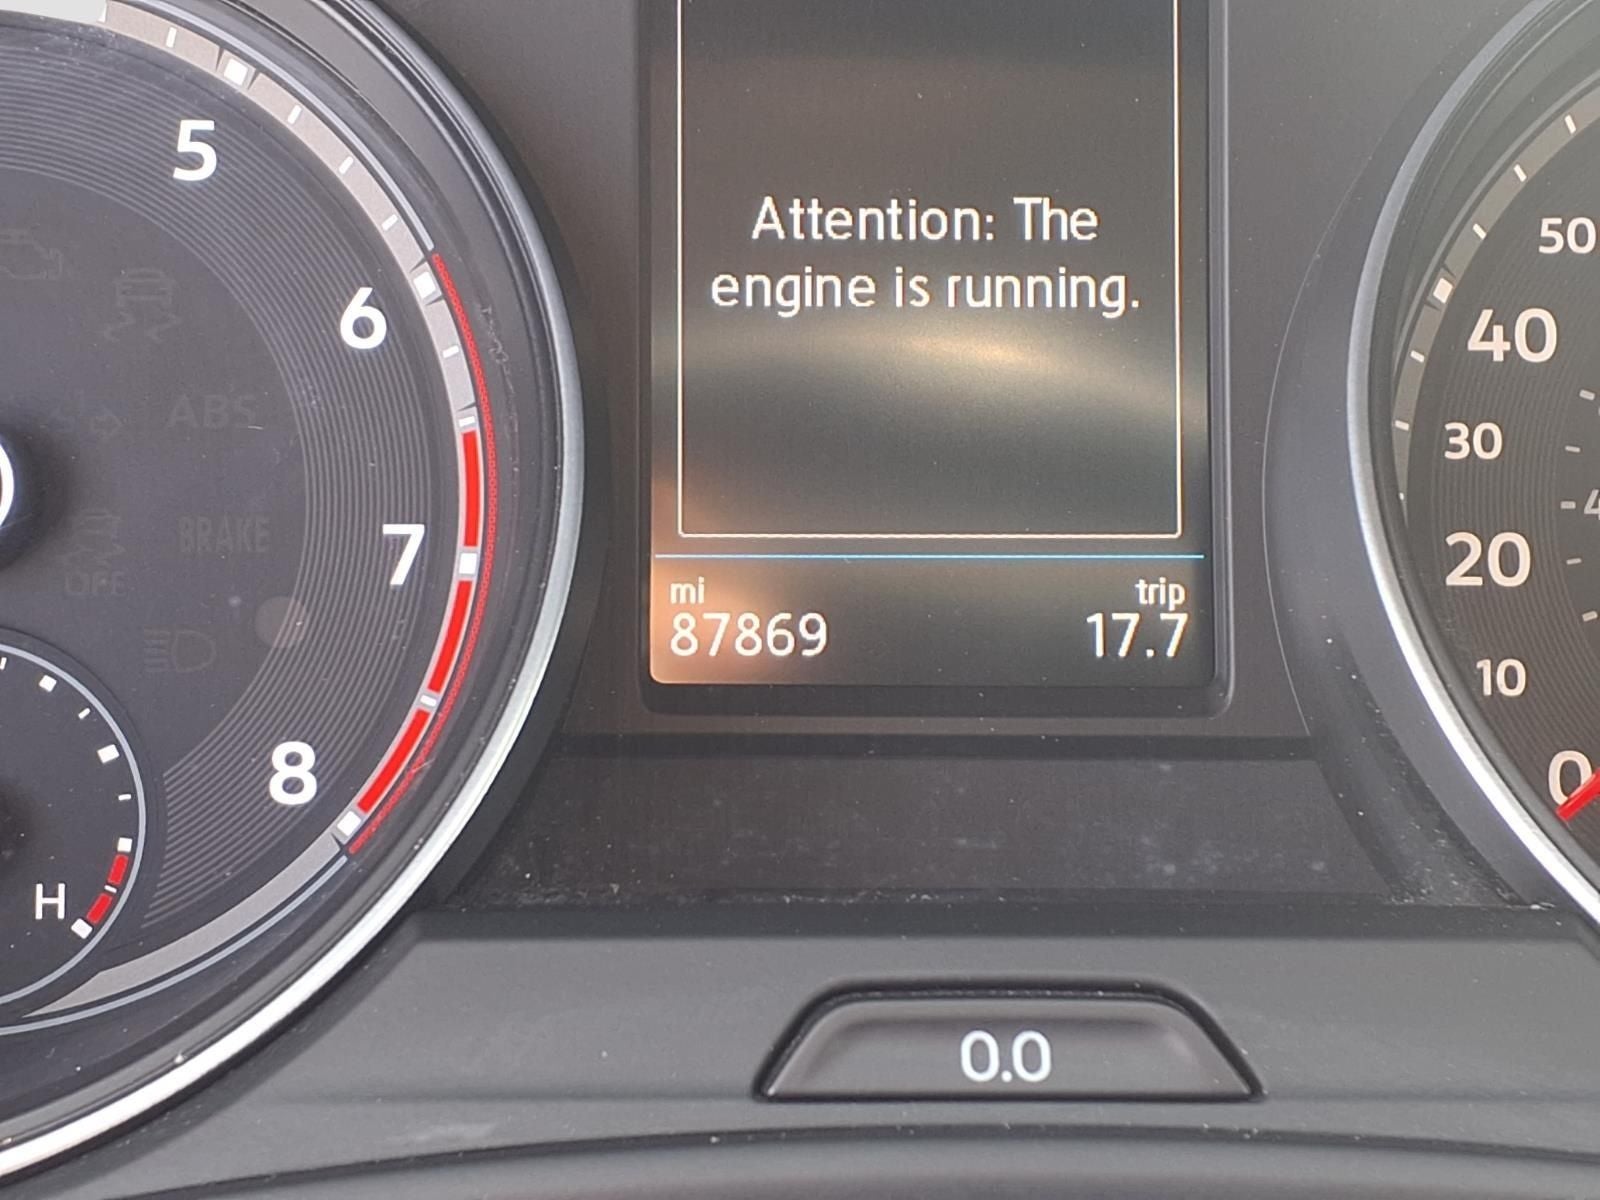 5
6
7
8
H
ABS
BRAKE
OFF
Attention: The
engine is running.
mi
trip
87869
17.7
50
40
30
20
10
0
0.0